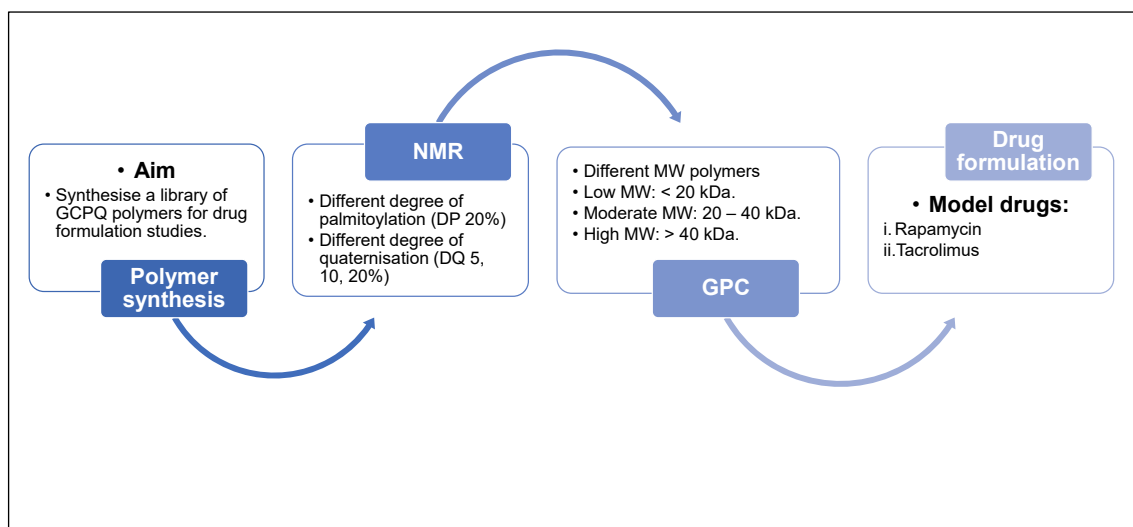 • Aim
• Synthesise a library of
GCPQ polymers for drug
formulation studies.
Polymer
synthesis
NMR
• Different degree of
palmitoylation (DP 20%)
• Different degree of
quaternisation (DQ 5,
10, 20%)
• Different MW polymers
• Low MW: < 20 kDa.
• Moderate MW: 20 – 40 kDa.
• High MW: > 40 kDa.
GPC
Drug
formulation
• Model drugs:
i. Rapamycin
ii.Tacrolimus